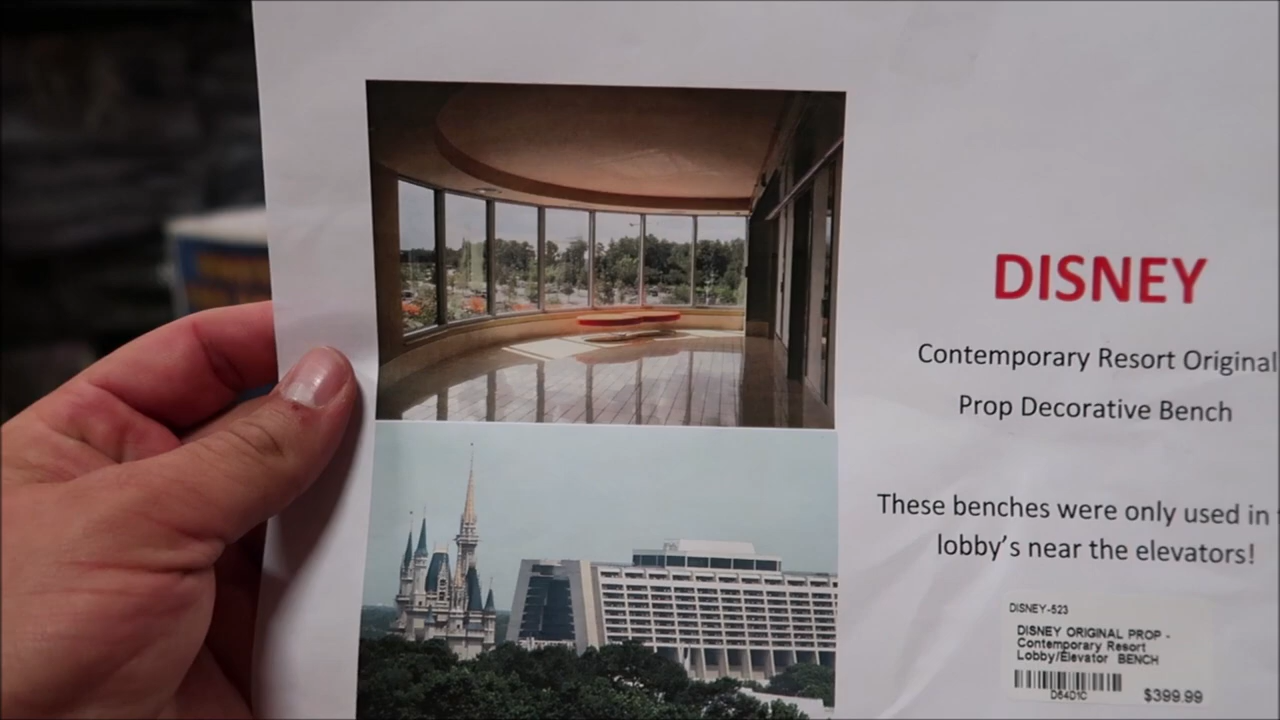 DISNEY
Contemporary Resort Original
Prop Decorative Bench
These benches were only used in
lobby's near the elevators!
DISNEY-523
DISNEY ORIGINAL PROP -
Contemporary Resort
Lobby/Elevator BENCH
D84D1C
$399.99